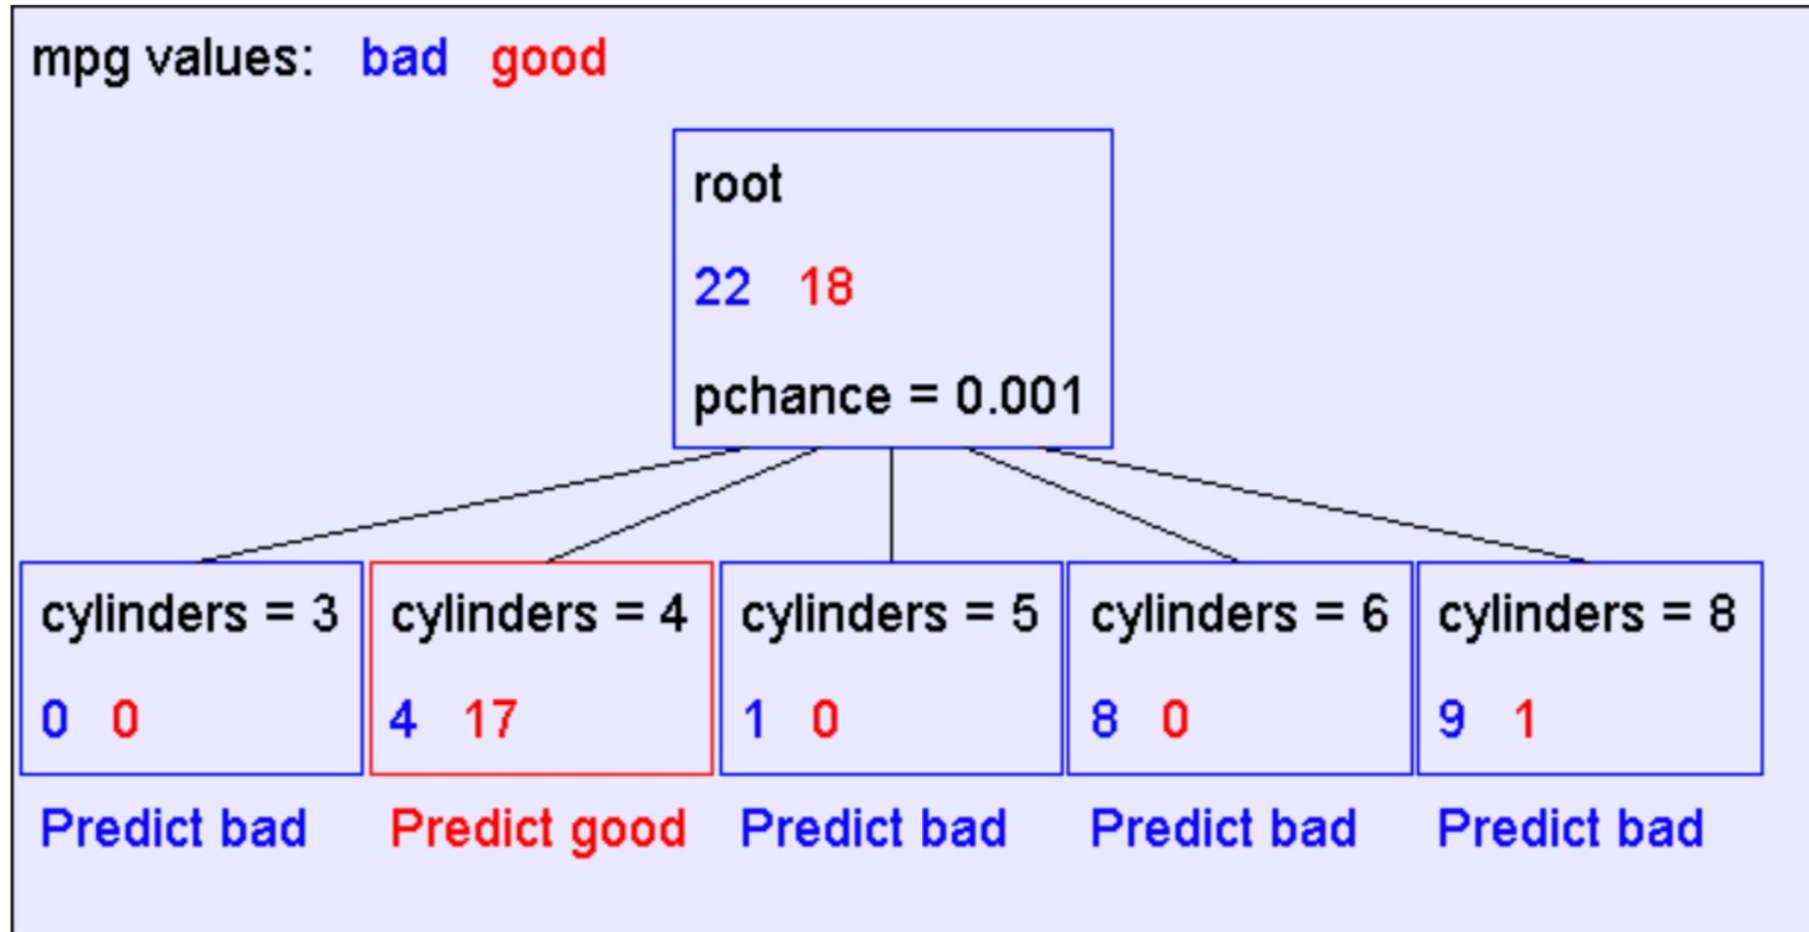 mpg values: bad good
root
22 18
pchance = 0.001
cylinders = 3
0 0
Predict bad
cylinders = 4
4 17
Predict good
cylinders = 5
1 0
Predict bad
cylinders = 6
8 0
Predict bad
cylinders = 8
9 1
Predict bad